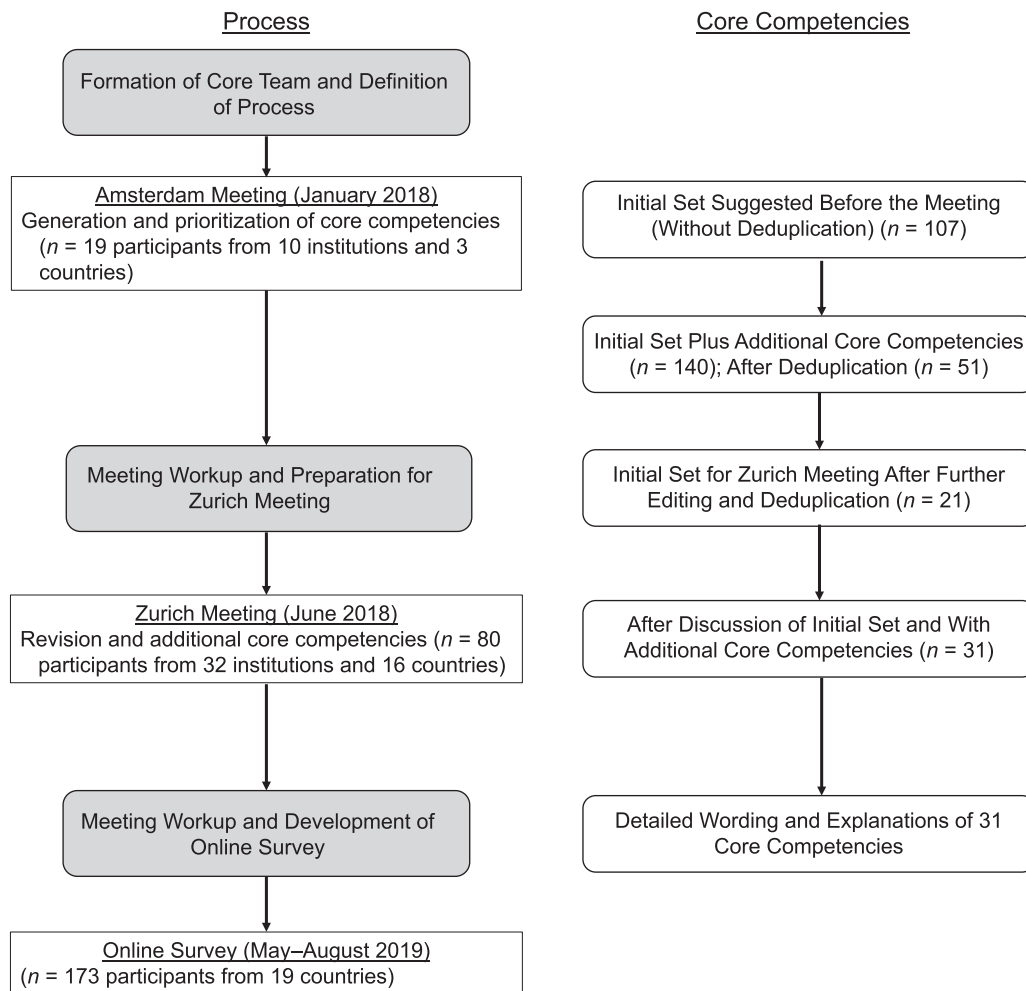 Process
Formation of Core Team and Definition
of Process
Amsterdam Meeting (January 2018)
Generation and prioritization of core competencies
(n = 19 participants from 10 institutions and 3
countries)
Meeting Workup and Preparation for
Zurich Meeting
Zurich Meeting (June 2018)
Revision and additional core competencies (n = 80
participants from 32 institutions and 16 countries)
Meeting Workup and Development of
Online Survey
Online Survey (May–August 2019)
(n = 173 participants from 19 countries)
Core Competencies
Initial Set Suggested Before the Meeting
(Without Deduplication) (n = 107)
Initial Set Plus Additional Core Competencies
(n = 140); After Deduplication (n = 51)
Initial Set for Zurich Meeting After Further
Editing and Deduplication (n = 21)
After Discussion of Initial Set and With
Additional Core Competencies (n = 31)
Detailed Wording and Explanations of 31
Core Competencies